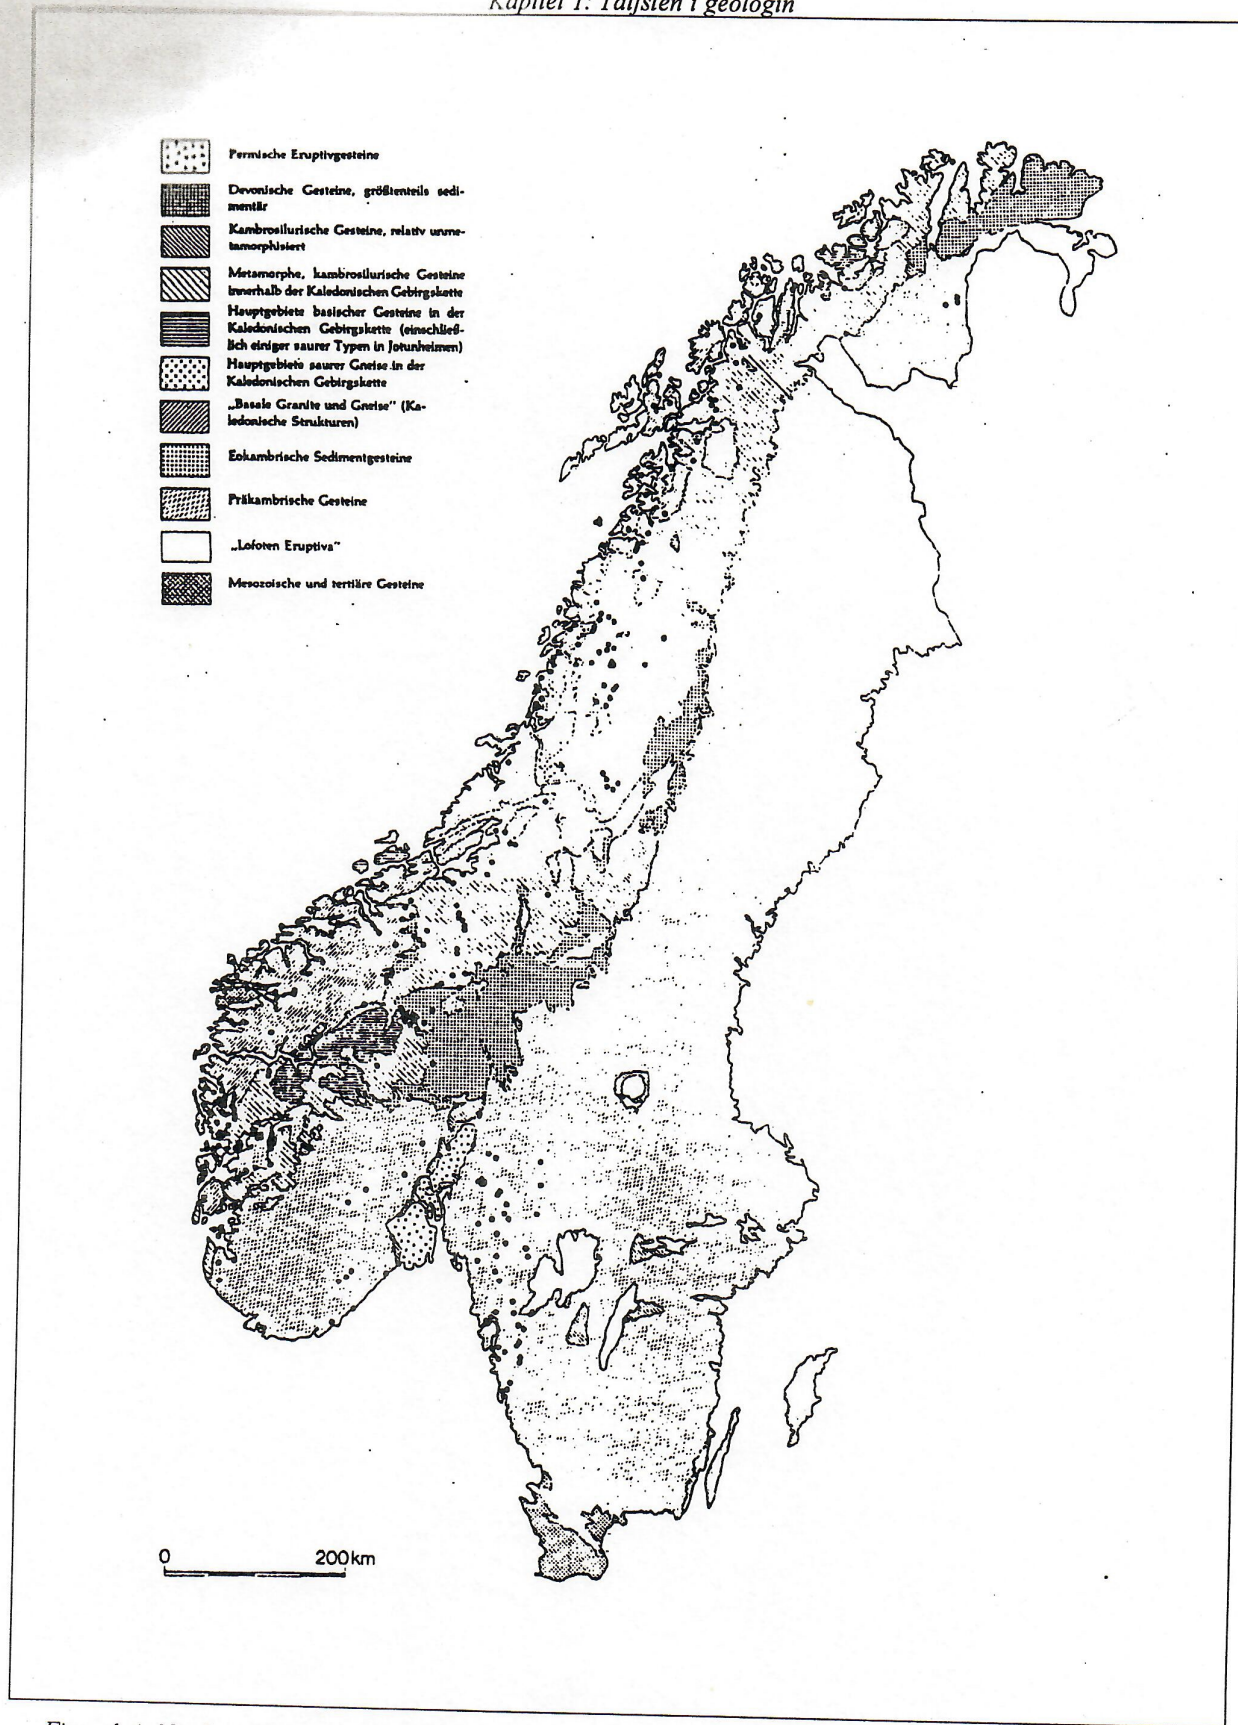 Kapitel 1: Täljsten i geologin
Permische Eruptivgesteine
Devonische Gesteine, größtenteils sedi-
mentär
Kambrosilurische Gesteine, relativ unme-
tamorphisiert
Metamorphe, kambrosilurische Gesteine
innerhalb der Kaledonischen Gebirgskette
Hauptgebiete basischer Gesteine in der
Kaledonischen Gebirgskette (einschließ-
lich einiger saurer Typen in Jotunheimen)
Hauptgebiete saurer Gneise in der
Kaledonischen Gebirgskette
„Basale Granite und Gneise" (Ka-
ledonische Strukturen)
Eokambrische Sedimentgesteine
Präkambrische Gesteine
„Lofoten Eruptiva"
Mesozoische und tertiäre Gesteine
0 200km